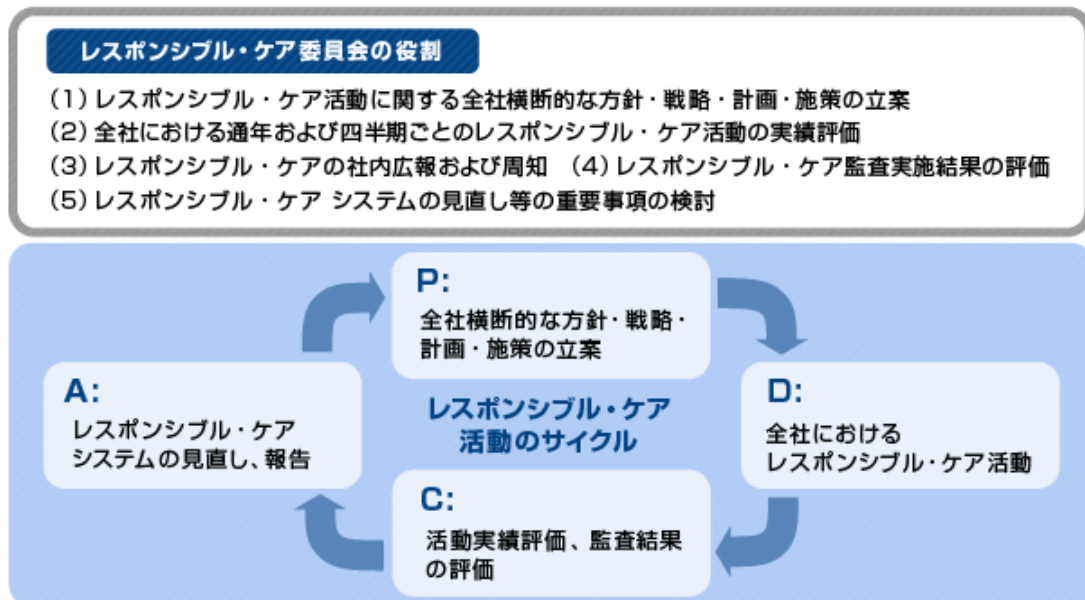 レスポンシブル・ケア委員会の役割
(1)レスポンシブル・ケア活動に関する全社横断的な方針・戦略・計画・施策の立案
(2)全社における通年および四半期ごとのレスポンシブル・ケア活動の実績評価
(3)レスポンシブル・ケアの社内広報および周知 (4)レスポンシブル・ケア監査実施結果の評価
(5)レスポンシブル・ケア システムの見直し等の重要事項の検討
P:
全社横断的な方針・戦略・
計画・施策の立案
A:
レスポンシブル・ケア
システムの見直し、報告
レスポンシブル・ケア
活動のサイクル
D:
全社における
レスポンシブル・ケア活動
C:
活動実績評価、監査結果
の評価